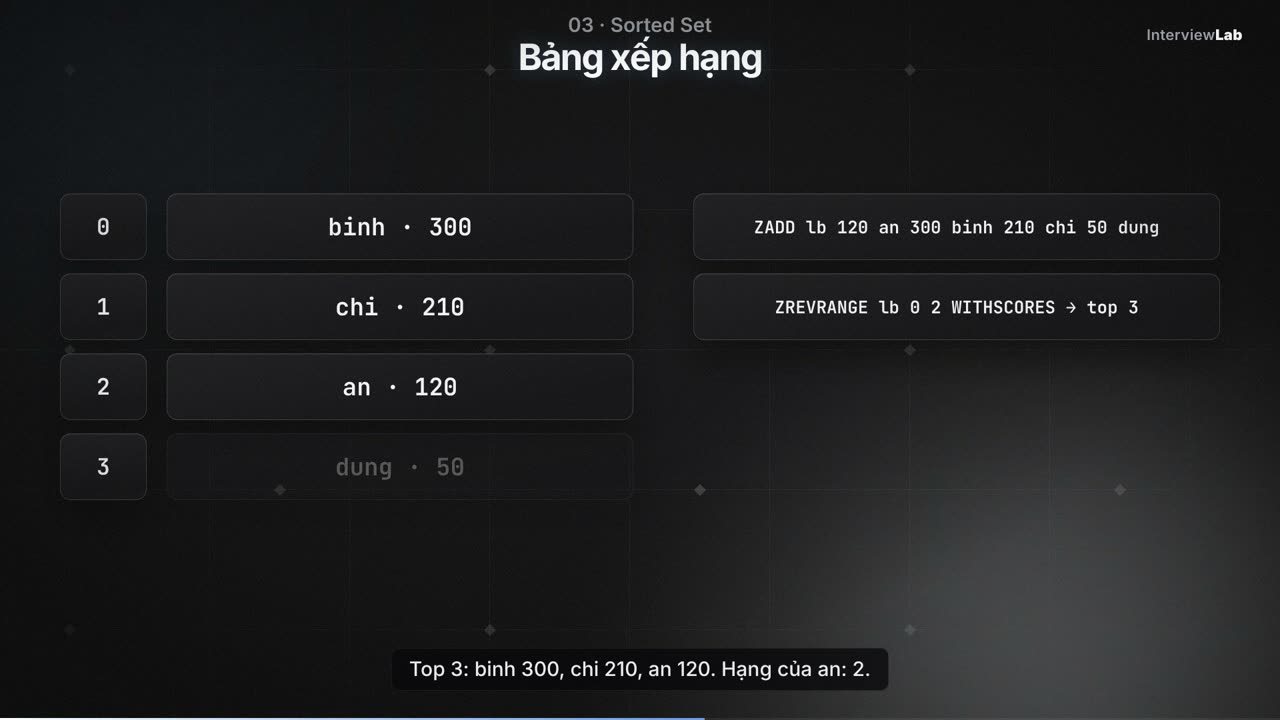 03 · Sorted Set
Bảng xếp hạng
InterviewLab
0
binh · 300
1
chi · 210
2
an · 120
3
dung · 50
ZADD lb 120 an 300 binh 210 chi 50 dung
ZREVRANGE lb 0 2 WITHSCORES → top 3
Top 3: binh 300, chi 210, an 120. Hạng của an: 2.